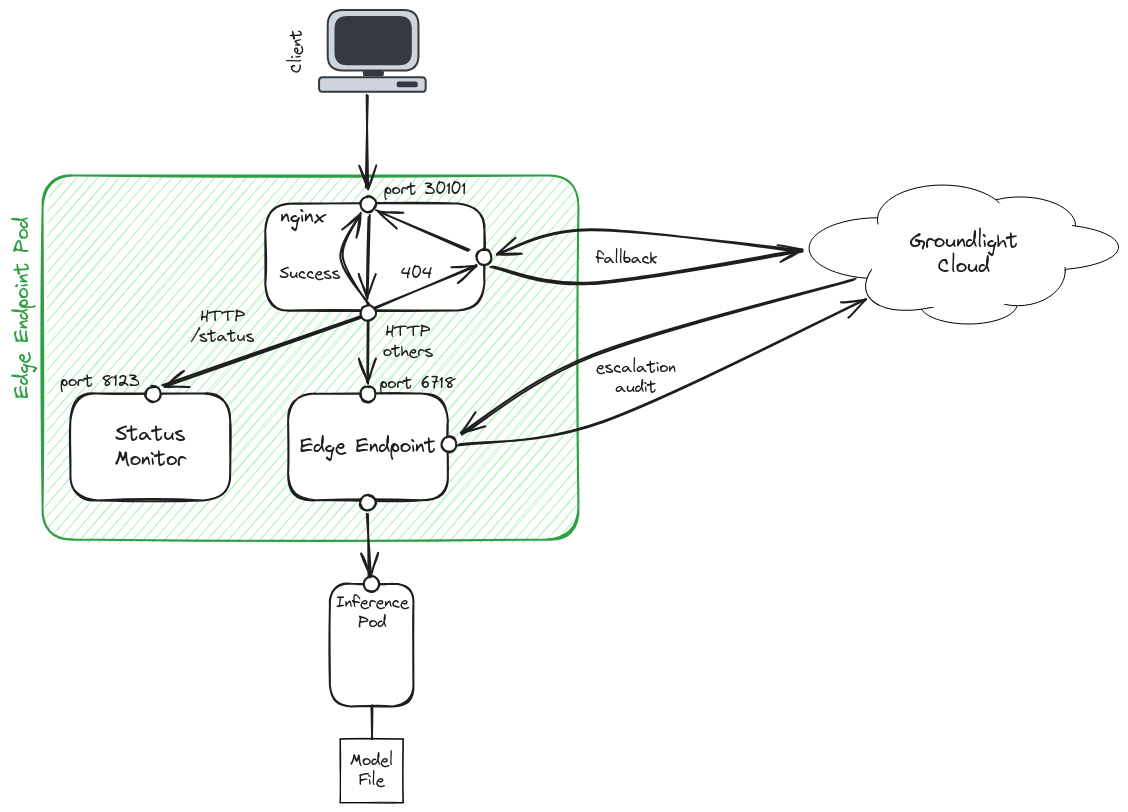 Client
port 30101
nginx
Success
404
fallback
Groundlight
Cloud
Edge Endpoint Pod
HTTP
/status
HTTP
others
escalation
audit
port 8123
port 6718
Status
Monitor
Edge Endpoint
Inference
Pod
Model
File